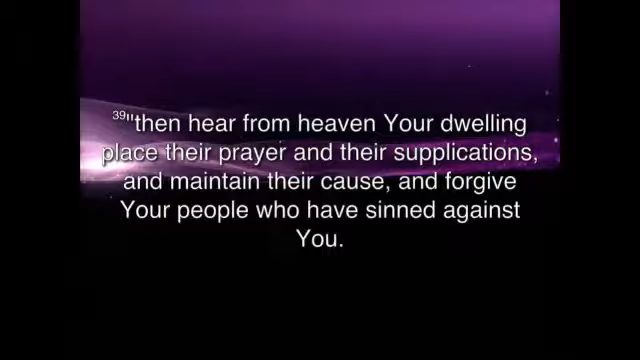 39"then hear from heaven Your dwelling
place their prayer and their supplications,
and maintain their cause, and forgive
Your people who have sinned against
You.